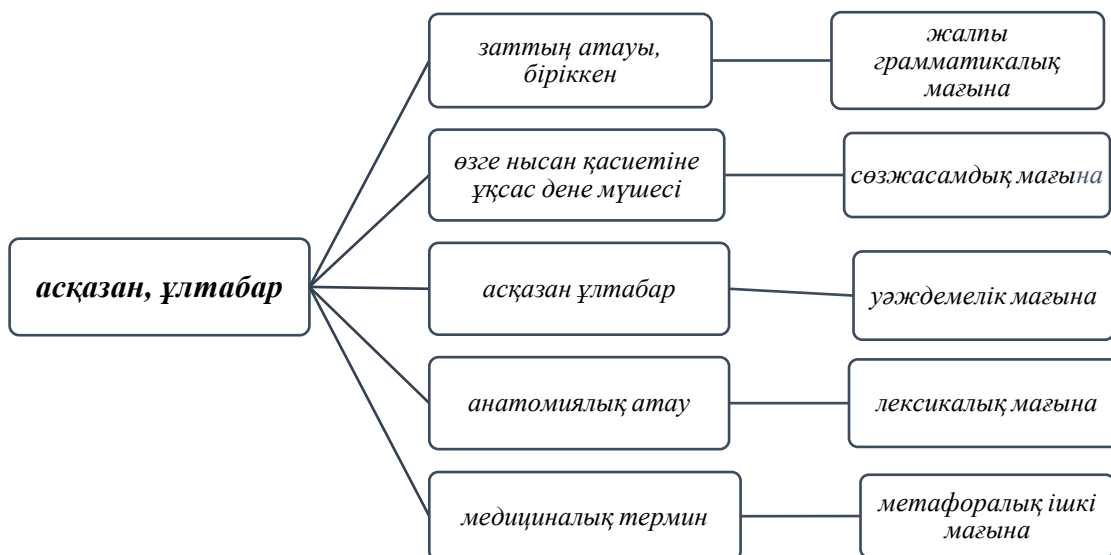 асқазан, ұлтабар
заттың атауы,
біріккен
жалпы
грамматикалық
мағына
өзге нысан қасиетіне
ұқсас дене мүшесі
сөзжасамдық мағына
асқазан ұлтабар
уәждемелік мағына
анатомиялық атау
лексикалық мағына
медициналық термин
метафоралық ішкі
мағына